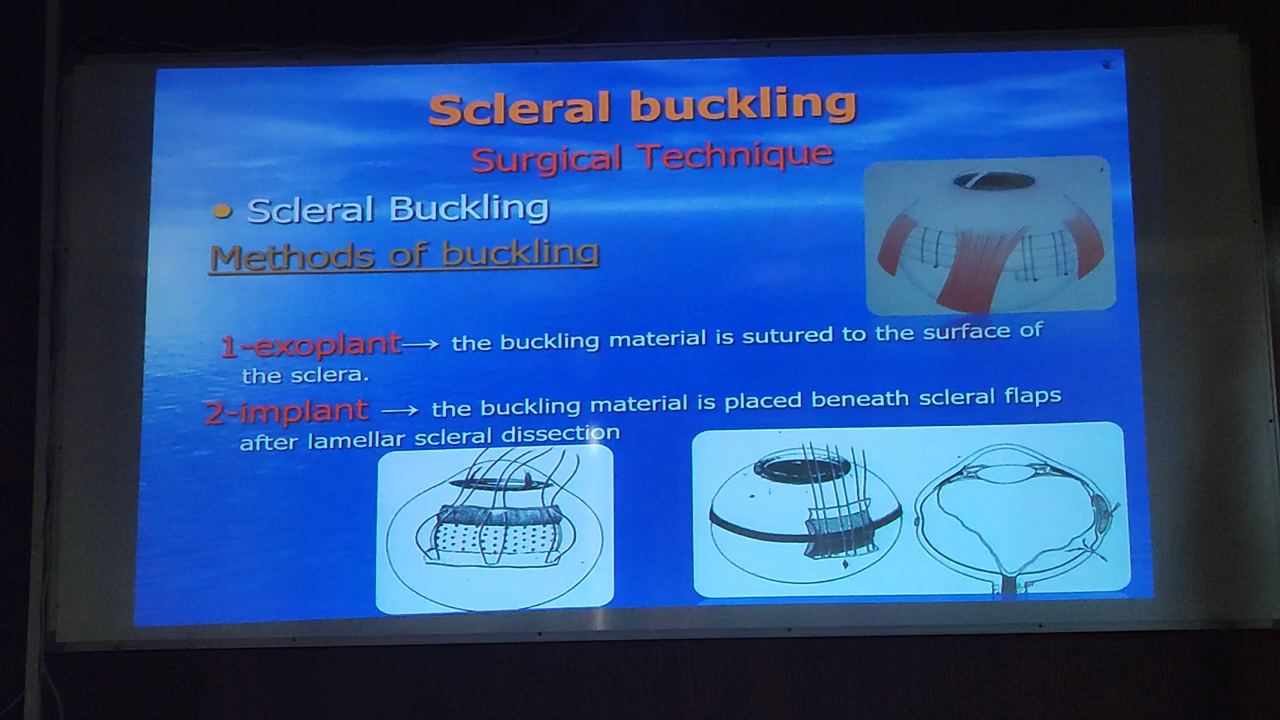 Scleral buckling
Surgical Technique
• Scleral Buckling
Methods of buckling
1-exoplant→ the buckling material is sutured to the surface of
the sclera.
2-implant → the buckling material is placed beneath scleral flaps
after lamellar scleral dissection